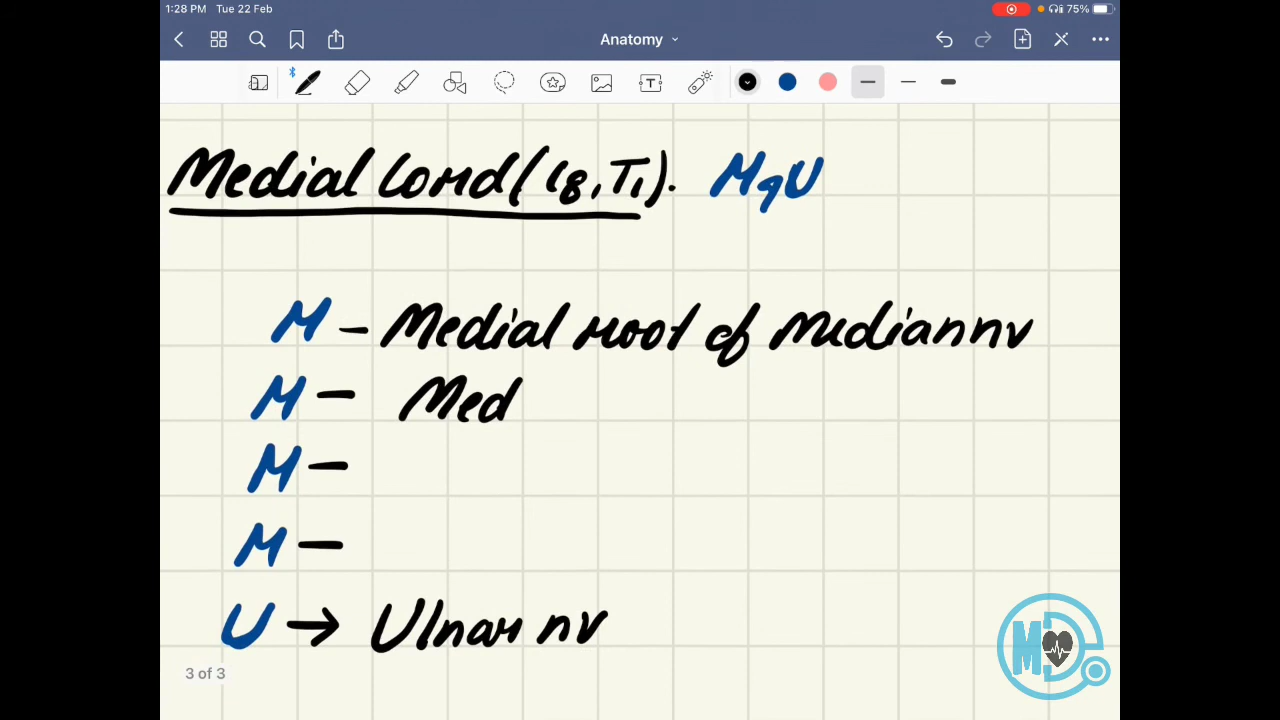 1:28 PM Tue 22 Feb 75%
Anatomy
Medial Cord (C8, T1). M4U
M - Medial root of median nv
M - Med
M -
M -
U → Ulnar nv
3 of 3
MD